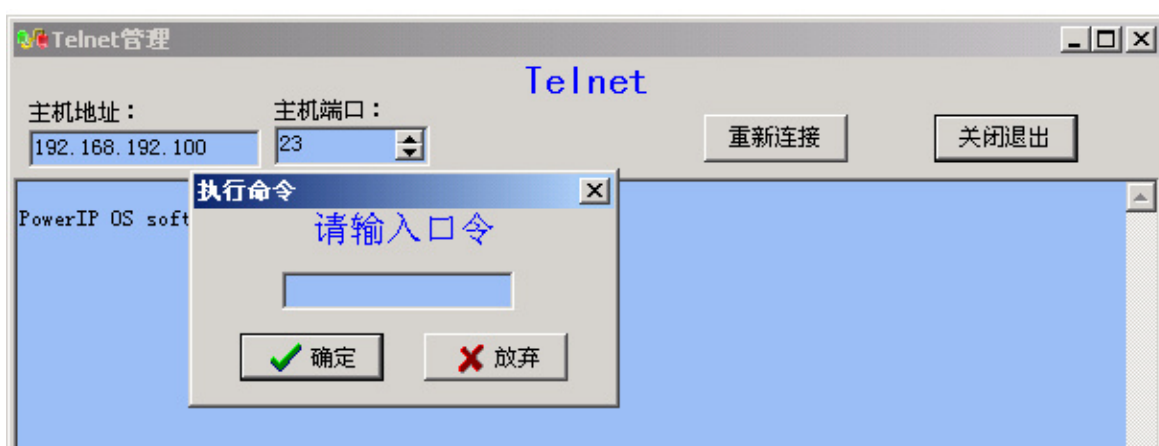 Telnet管理
Telnet
主机地址：
主机端口：
192.168.192.100
23
重新连接
关闭退出
执行命令
PowerIP OS soft
请输入口令
确定
放弃